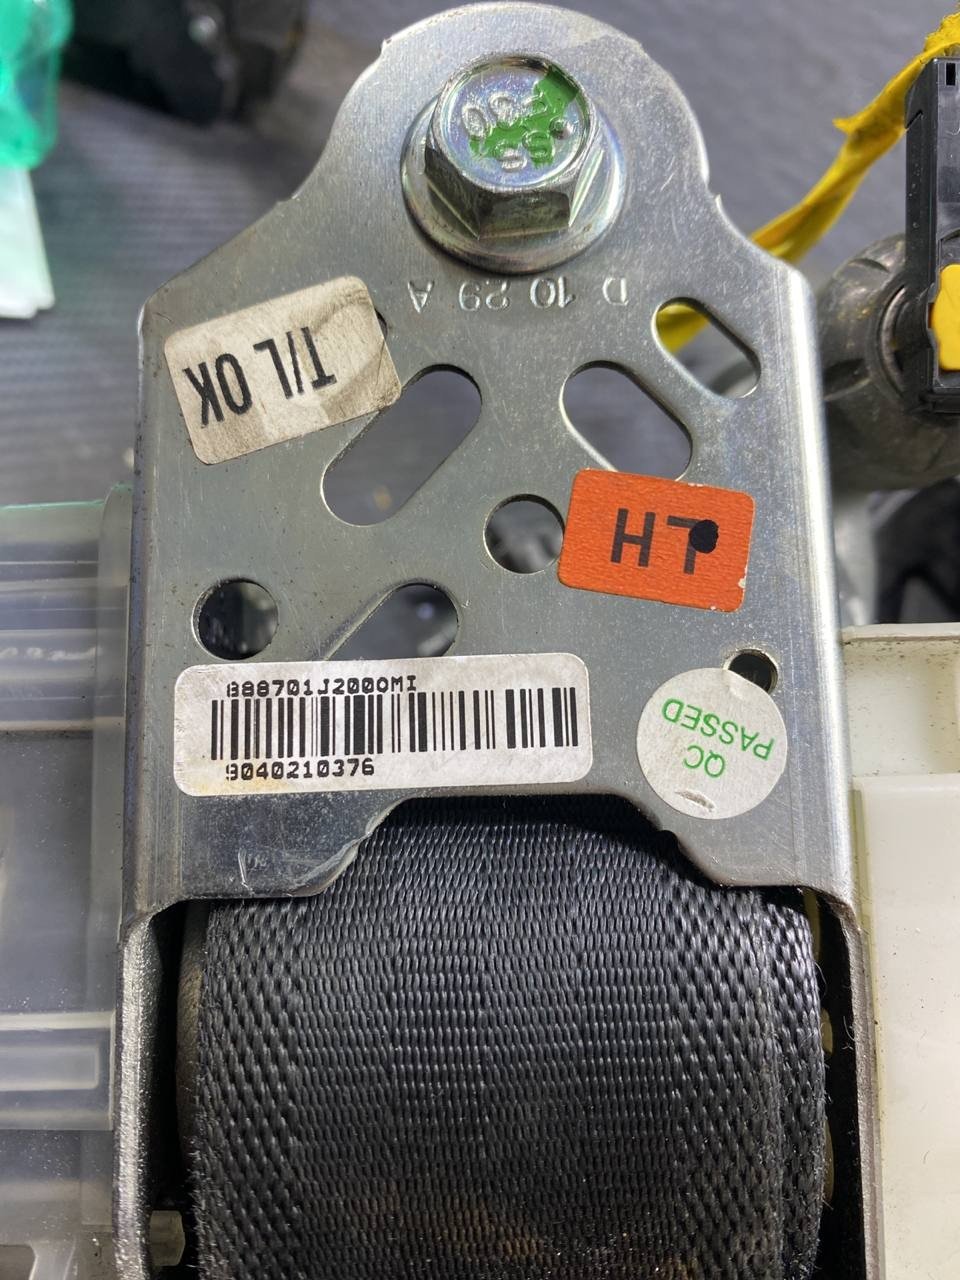 D 10 29 A
T/L OK
LH
888701J2000MI
9040210376
QC
PASSED